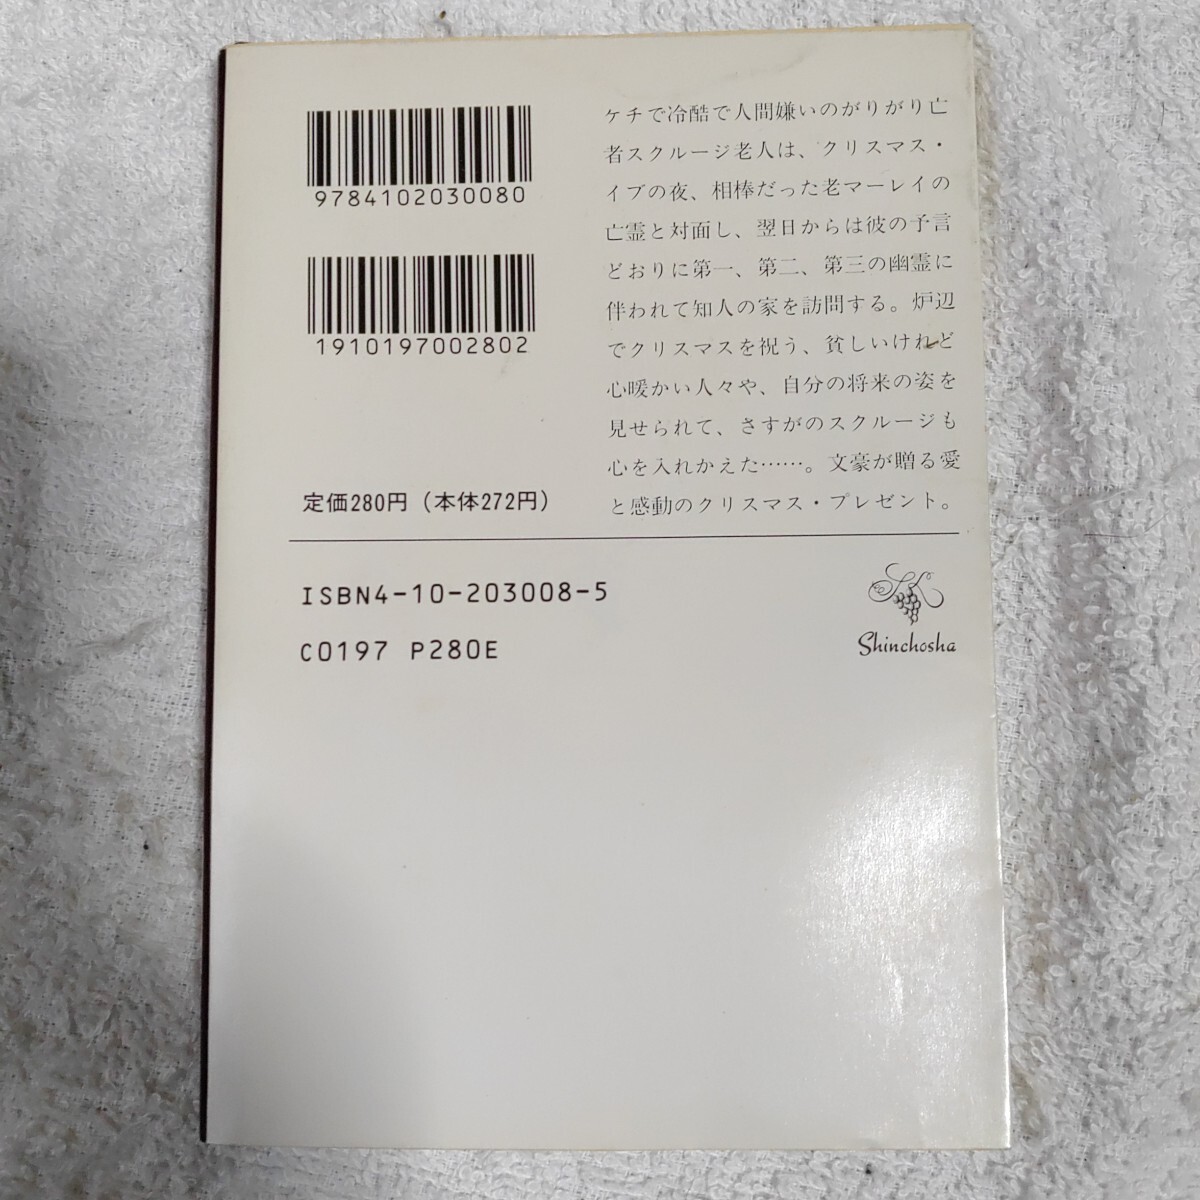 9784102030080
1910197002802
定価280円（本体272円）
ケチで冷酷で人間嫌いのがりがり亡
者スクルージ老人は、クリスマス・
イブの夜、相棒だった老マーレイの
亡霊と対面し、翌日からは彼の予言
どおりに第一、第二、第三の幽霊に
伴われて知人の家を訪問する。炉辺
でクリスマスを祝う、貧しいけれど
心暖かい人々や、自分の将来の姿を
見せられて、さすがのスクルージも
心を入れかえた……。文豪が贈る愛
と感動のクリスマス・プレゼント。
ISBN4-10-203008-5
C0197 P280E
SK
Shinchosha